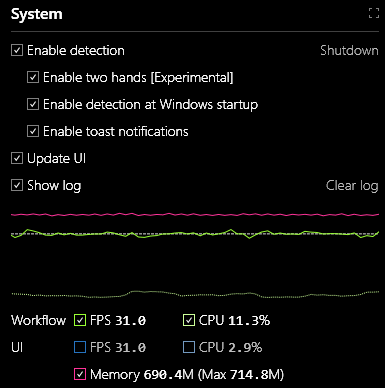 System
Enable detection Shutdown
Enable two hands [Experimental]
Enable detection at Windows startup
Enable toast notifications
Update UI
Show log Clear log
Workflow FPS 31.0 CPU 11.3%
UI FPS 31.0 CPU 2.9%
Memory 690.4M (Max 714.8M)